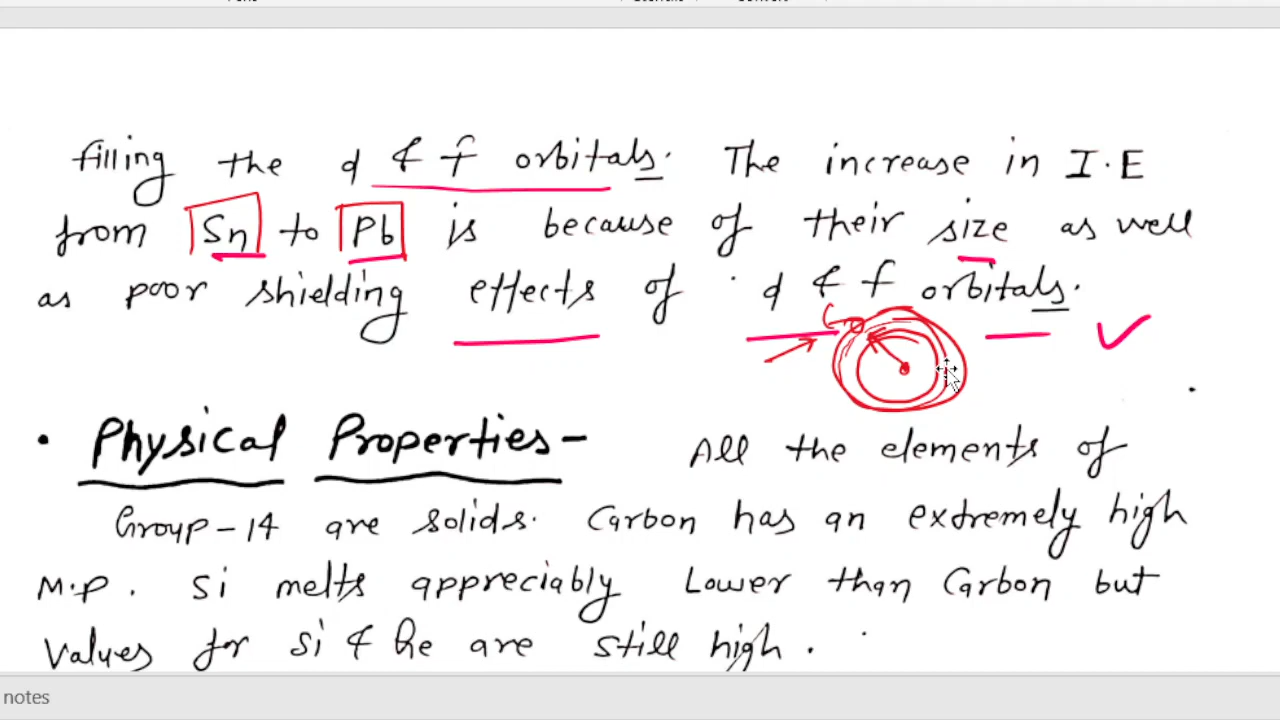 filling the d & f orbitals. The increase in I.E
from Sn to Pb is because of their size as well
as poor shielding effects of d & f orbitals.
• Physical Properties - All the elements of
Group-14 are solids. Carbon has an extremely high
M.P. Si melts appreciably Lower than Carbon but
Values for Si & Ge are still high.
notes